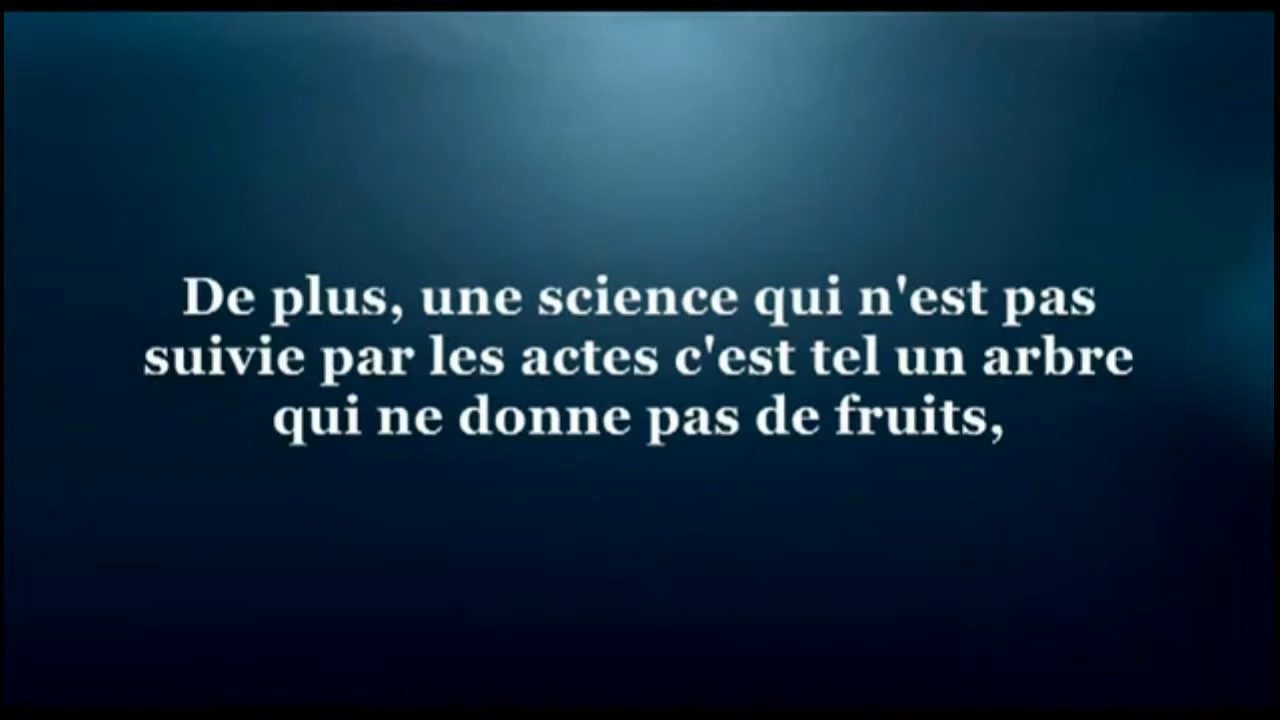 De plus, une science qui n'est pas
suivie par les actes c'est tel un arbre
qui ne donne pas de fruits,